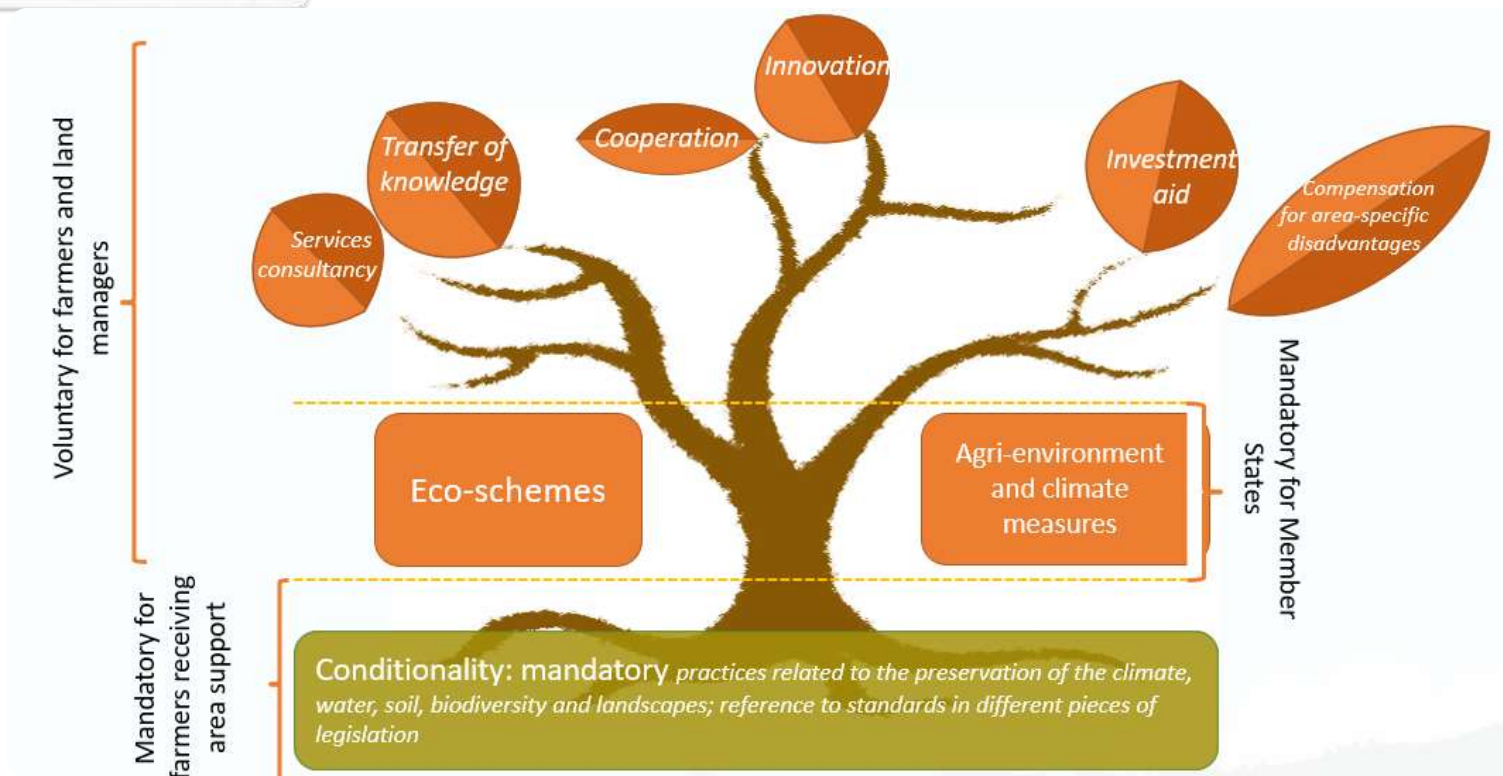 Innovation
Transfer of
knowledge
Cooperation
Investment
aid
Compensation
for area-specific
disadvantages
Services
consultancy
Voluntary for farmers and land
managers
Eco-schemes
Agri-environment
and climate
measures
Mandatory for Member
States
Mandatory for
farmers receiving
area support
Conditionality: mandatory practices related to the preservation of the climate,
water, soil, biodiversity and landscapes; reference to standards in different pieces of
legislation